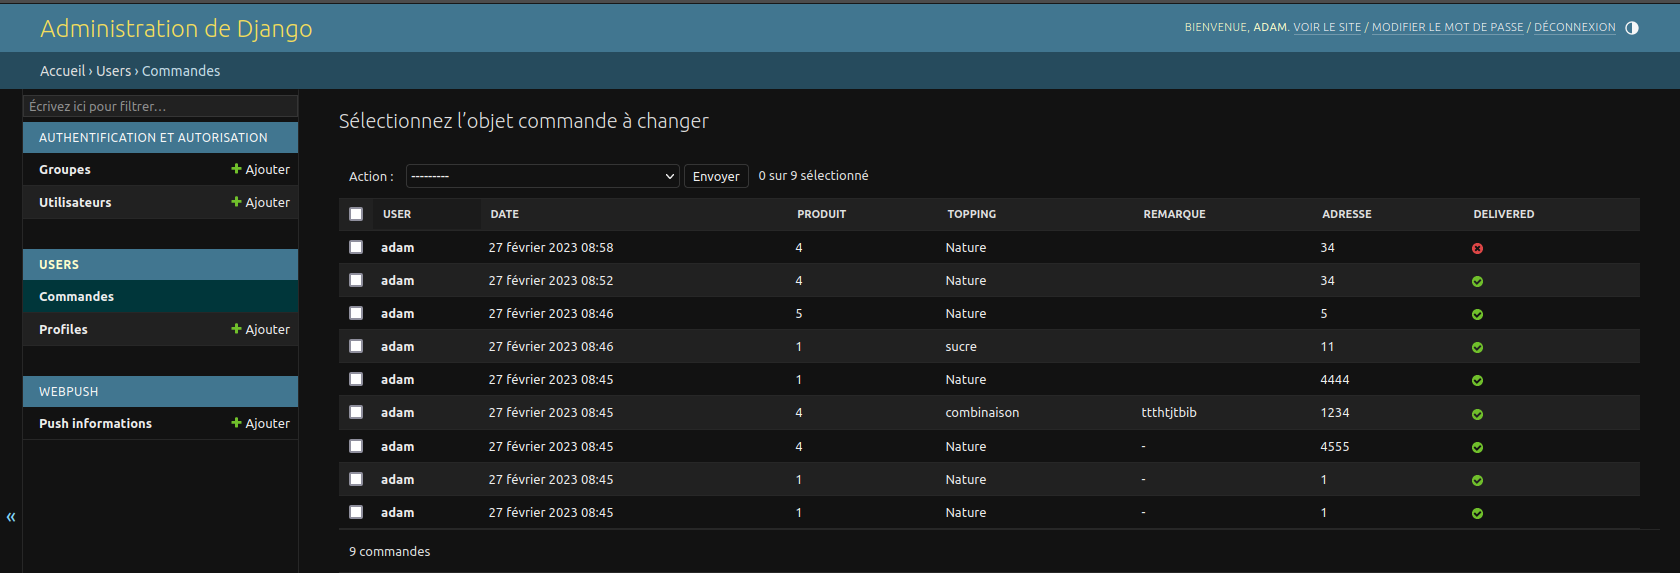 Administration de Django
BIENVENUE, ADAM. VOIR LE SITE / MODIFIER LE MOT DE PASSE / DÉCONNEXION
Accueil › Users › Commandes
Écrivez ici pour filtrer…
AUTHENTIFICATION ET AUTORISATION
Groupes + Ajouter
Utilisateurs + Ajouter
USERS
Commandes
Profiles + Ajouter
WEBPUSH
Push informations + Ajouter
«
Sélectionnez l’objet commande à changer
Action : --------- Envoyer 0 sur 9 sélectionné
USER DATE PRODUIT TOPPING REMARQUE ADRESSE DELIVERED
adam 27 février 2023 08:58 4 Nature 34
adam 27 février 2023 08:52 4 Nature 34
adam 27 février 2023 08:46 5 Nature 5
adam 27 février 2023 08:46 1 sucre 11
adam 27 février 2023 08:45 1 Nature 4444
adam 27 février 2023 08:45 4 combinaison ttthtjtbib 1234
adam 27 février 2023 08:45 4 Nature - 4555
adam 27 février 2023 08:45 1 Nature - 1
adam 27 février 2023 08:45 1 Nature - 1
9 commandes